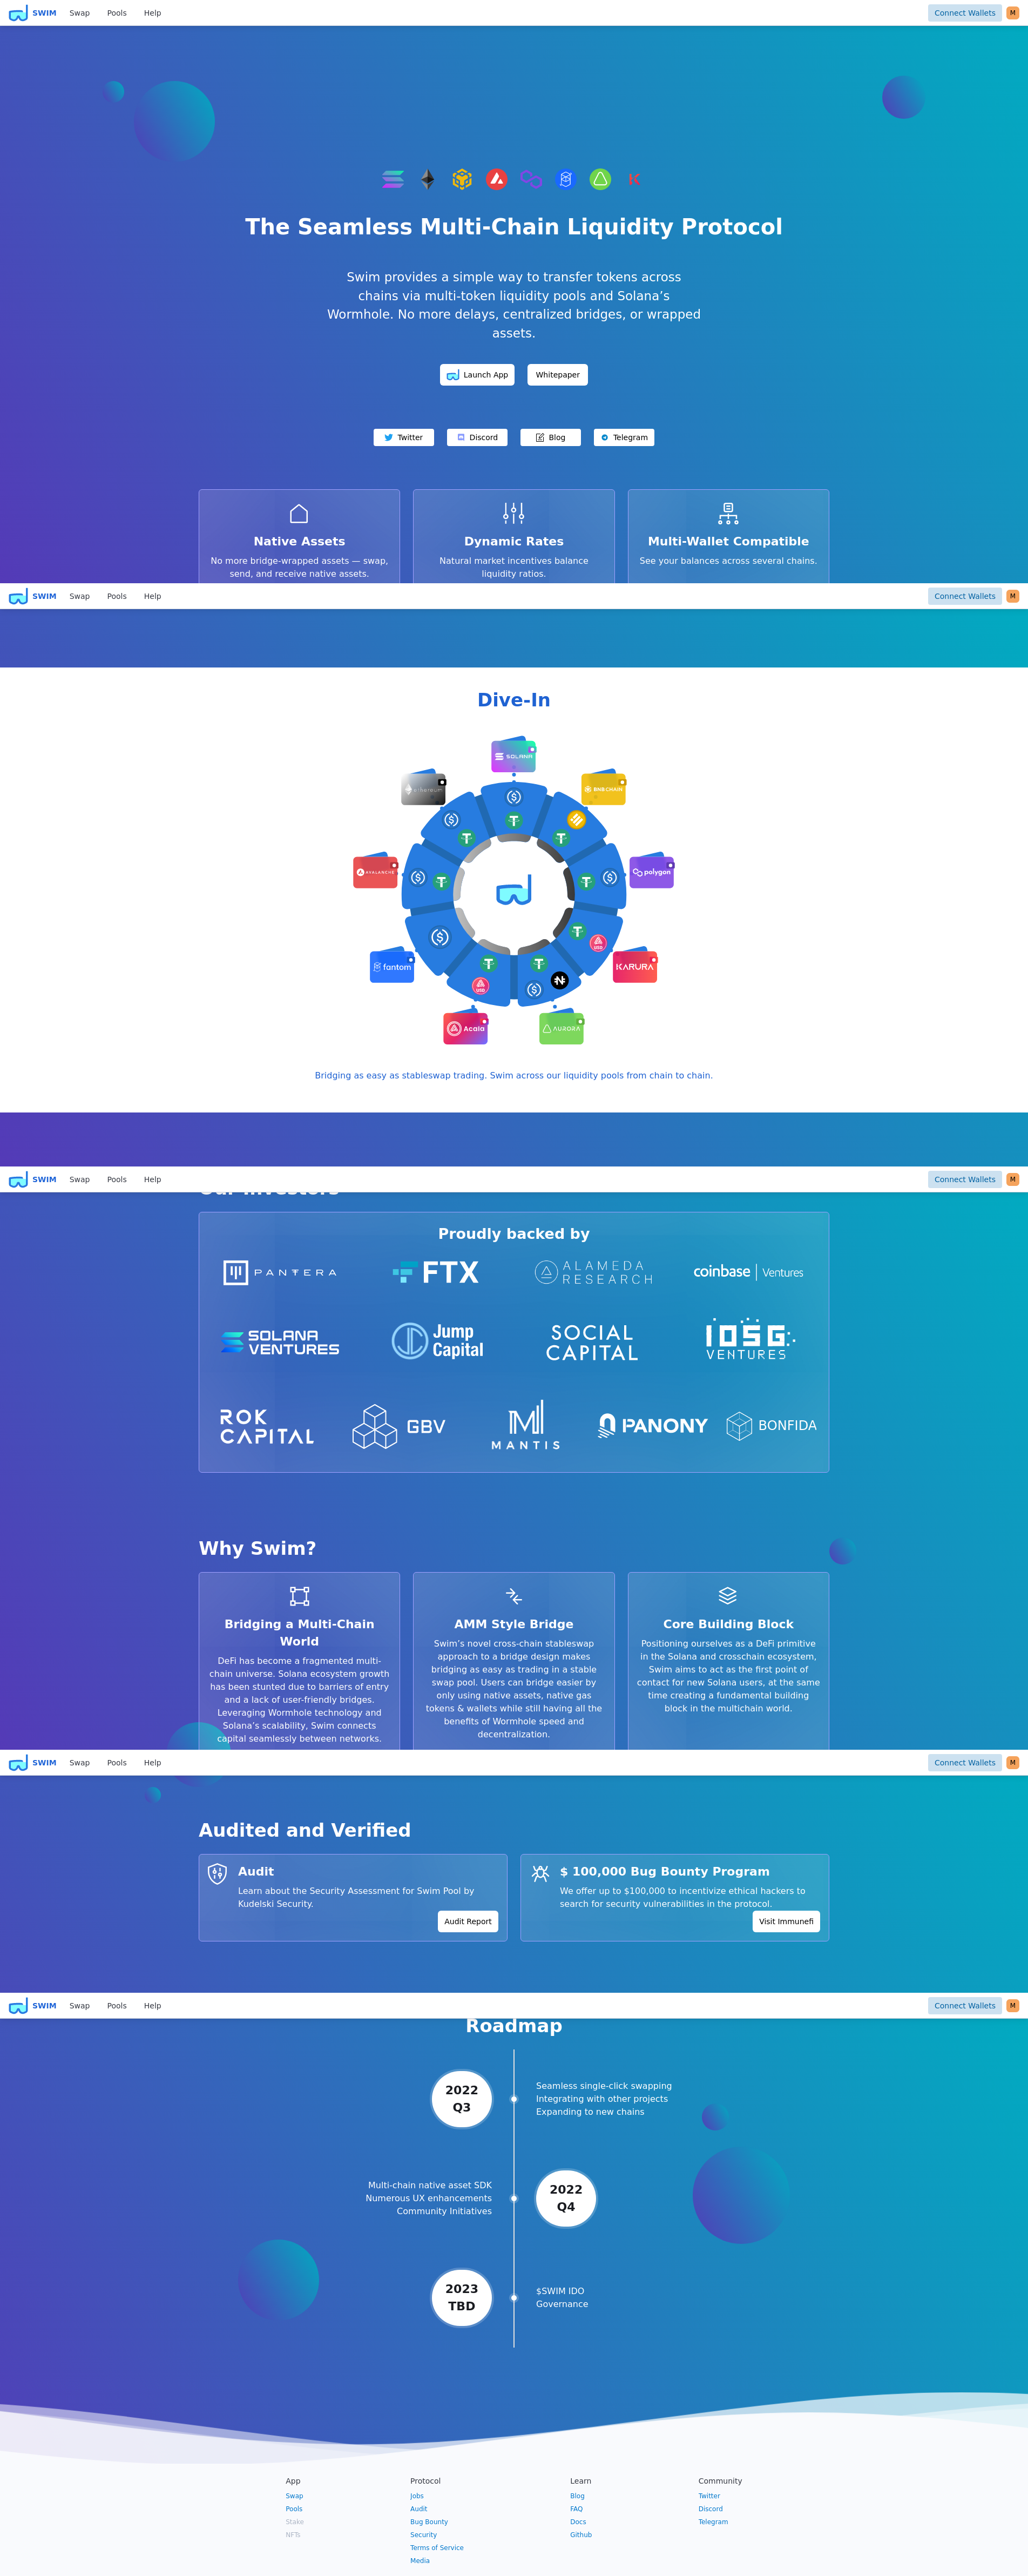 SWIM Swap Pools Help Connect Wallets M
The Seamless Multi-Chain Liquidity Protocol
Swim provides a simple way to transfer tokens across
chains via multi-token liquidity pools and Solana’s
Wormhole. No more delays, centralized bridges, or wrapped
assets.
Launch App Whitepaper
Twitter Discord Blog Telegram
Native Assets
No more bridge-wrapped assets — swap,
send, and receive native assets.
Dynamic Rates
Natural market incentives balance
liquidity ratios.
Multi-Wallet Compatible
See your balances across several chains.
SWIM Swap Pools Help Connect Wallets M
Dive-In
SOLANA
ethereum
BNB CHAIN
AVALANCHE
polygon
USD
fantom
KARURA
USD
Acala
AURORA
Bridging as easy as stableswap trading. Swim across our liquidity pools from chain to chain.
SWIM Swap Pools Help Connect Wallets M
Our Investors
Proudly backed by
PANTERA
FTX
ALAMEDA
RESEARCH
coinbase | Ventures
SOLANA
VENTURES
Jump
Capital
SOCIAL
CAPITAL
IOSG
VENTURES
ROK
CAPITAL
GBV
MANTIS
PANONY
BONFIDA
Why Swim?
Bridging a Multi-Chain
World
DeFi has become a fragmented multi-
chain universe. Solana ecosystem growth
has been stunted due to barriers of entry
and a lack of user-friendly bridges.
Leveraging Wormhole technology and
Solana’s scalability, Swim connects
capital seamlessly between networks.
AMM Style Bridge
Swim’s novel cross-chain stableswap
approach to a bridge design makes
bridging as easy as trading in a stable
swap pool. Users can bridge easier by
only using native assets, native gas
tokens & wallets while still having all the
benefits of Wormhole speed and
decentralization.
Core Building Block
Positioning ourselves as a DeFi primitive
in the Solana and crosschain ecosystem,
Swim aims to act as the first point of
contact for new Solana users, at the same
time creating a fundamental building
block in the multichain world.
SWIM Swap Pools Help Connect Wallets M
Audited and Verified
Audit
Learn about the Security Assessment for Swim Pool by
Kudelski Security.
Audit Report
$ 100,000 Bug Bounty Program
We offer up to $100,000 to incentivize ethical hackers to
search for security vulnerabilities in the protocol.
Visit Immunefi
SWIM Swap Pools Help Connect Wallets M
Roadmap
2022
Q3
Seamless single-click swapping
Integrating with other projects
Expanding to new chains
Multi-chain native asset SDK
Numerous UX enhancements
Community Initiatives
2022
Q4
2023
TBD
$SWIM IDO
Governance
App
Swap
Pools
Stake
NFTs
Protocol
Jobs
Audit
Bug Bounty
Security
Terms of Service
Media
Learn
Blog
FAQ
Docs
Github
Community
Twitter
Discord
Telegram